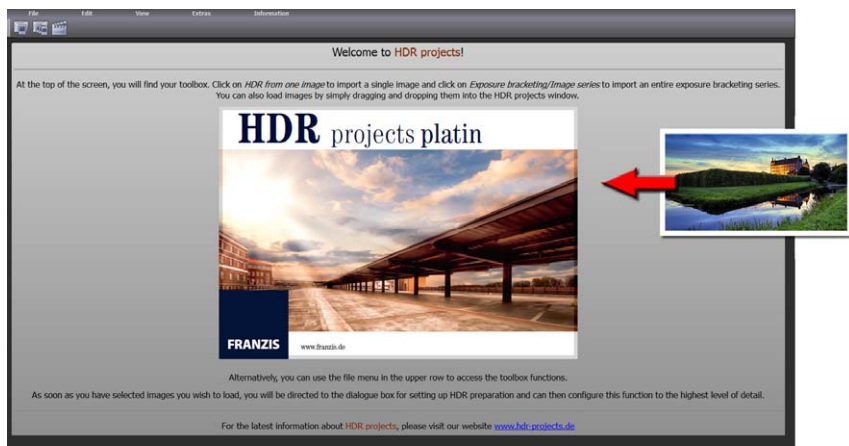 File Edit View Extras Information
Welcome to HDR projects!
At the top of the screen, you will find your toolbox. Click on HDR from one image to import a single image and click on Exposure bracketing/Image series to import an entire exposure bracketing series.
You can also load images by simply dragging and dropping them into the HDR projects window.
HDR projects platin
FRANZIS www.franzis.de
Alternatively, you can use the file menu in the upper row to access the toolbox functions.
As soon as you have selected images you wish to load, you will be directed to the dialogue box for setting up HDR preparation and can then configure this function to the highest level of detail.
For the latest information about HDR projects, please visit our website www.hdr-projects.de